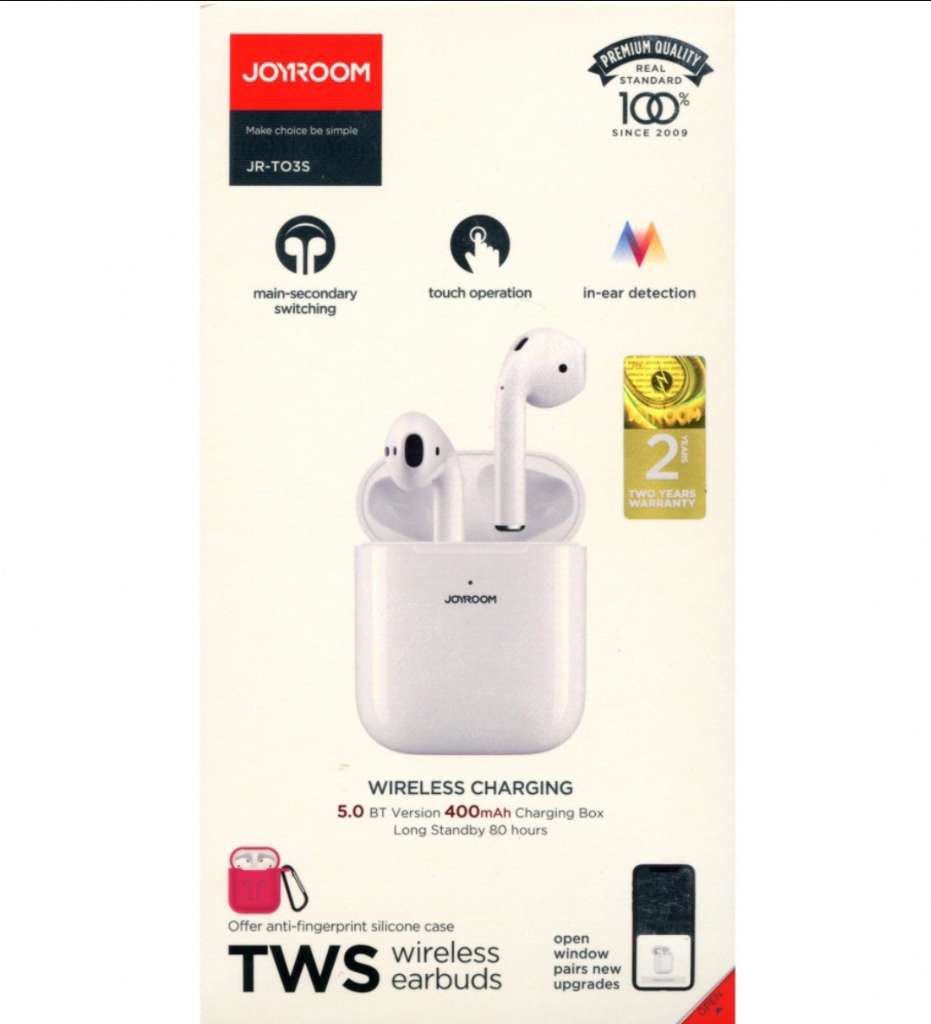 JOYROOM
Make choice be simple
JR-TO3S
PREMIUM QUALITY
REAL
STANDARD
100%
SINCE 2009
main-secondary
switching
touch operation
in-ear detection
2
YEARS
TWO YEARS
WARRANTY
JOYROOM
WIRELESS CHARGING
5.0 BT Version 400mAh Charging Box
Long Standby 80 hours
Offer anti-fingerprint silicone case
TWS wireless
earbuds
open
window
pairs new
upgrades
OPEN